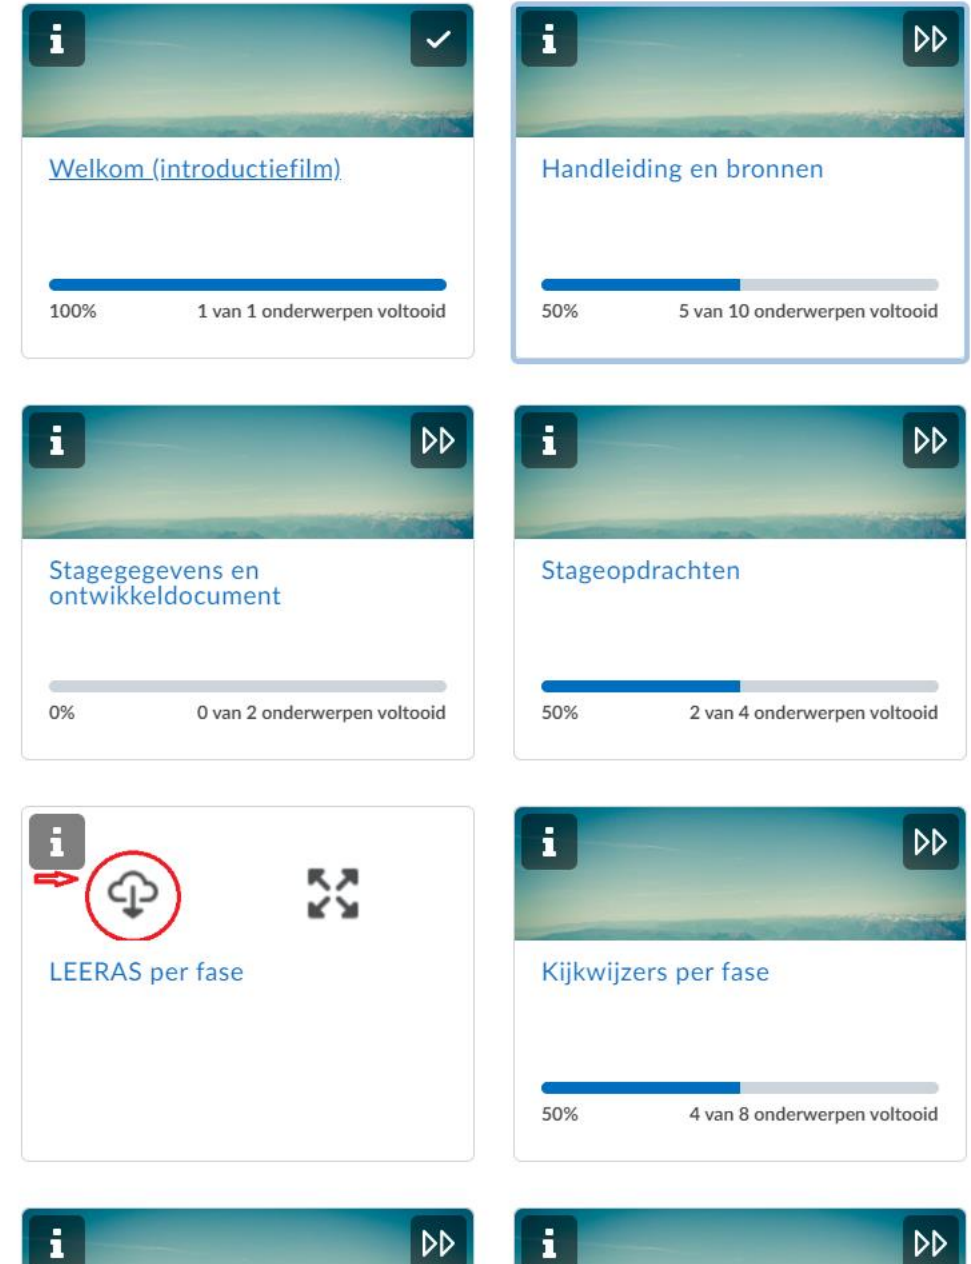 Welkom (introductiefilm)
100% 1 van 1 onderwerpen voltooid
Handleiding en bronnen
50% 5 van 10 onderwerpen voltooid
Stagegegevens en
ontwikkeldocument
0% 0 van 2 onderwerpen voltooid
Stageopdrachten
50% 2 van 4 onderwerpen voltooid
LEERAS per fase
Kijkwijzers per fase
50% 4 van 8 onderwerpen voltooid